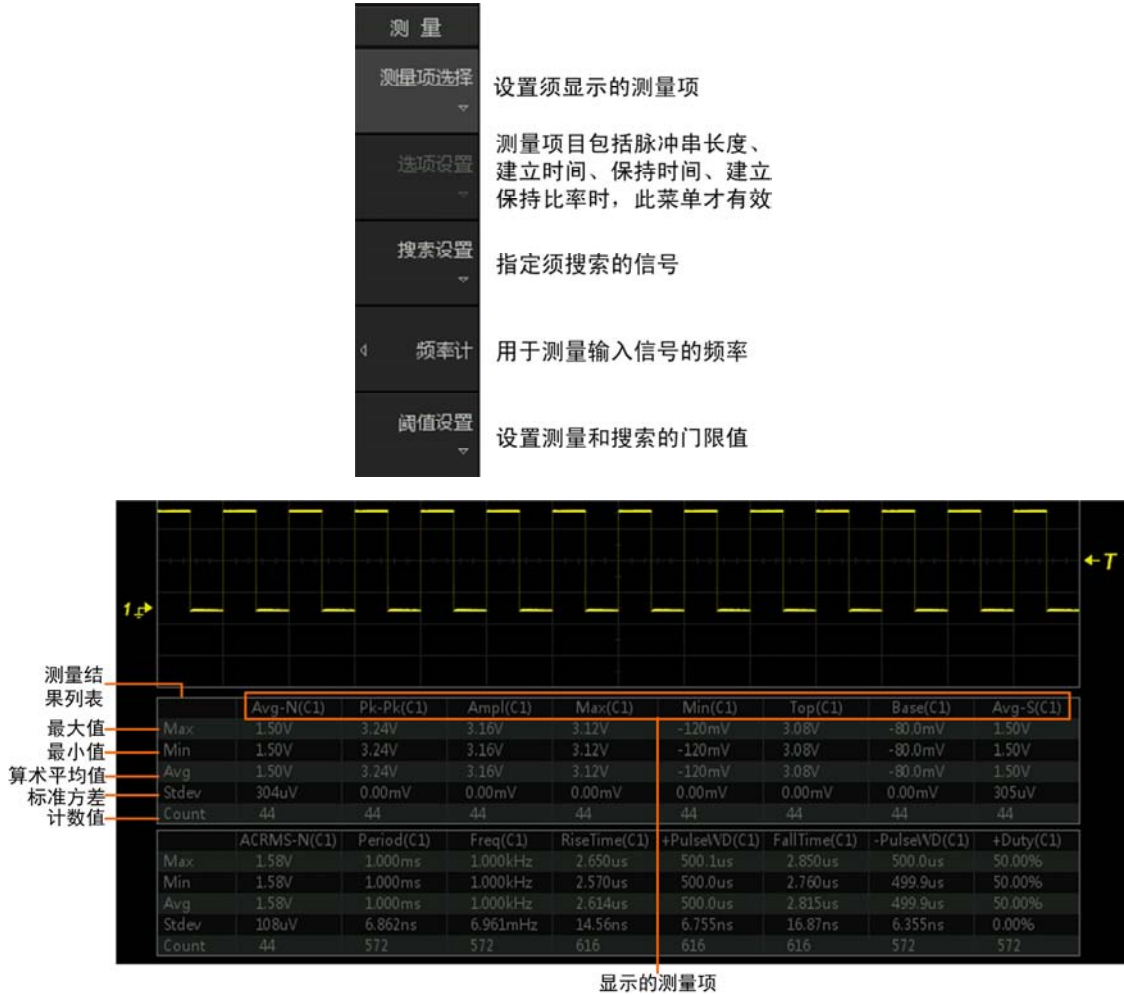 测 量
测量项选择
设置须显示的测量项
选项设置
测量项目包括脉冲串长度、
建立时间、保持时间、建立
保持比率时，此菜单才有效
搜索设置
指定须搜索的信号
频率计
用于测量输入信号的频率
阈值设置
设置测量和搜索的门限值
T
1
测量结
果列表
Avg-N(C1) Pk-Pk(C1) Ampl(C1) Max(C1) Min(C1) Top(C1) Base(C1) Avg-S(C1)
最大值 Max 1.50V 3.24V 3.16V 3.12V -120mV 3.08V -80.0mV 1.50V
最小值 Min 1.50V 3.24V 3.16V 3.12V -120mV 3.08V -80.0mV 1.50V
算术平均值 Avg 1.50V 3.24V 3.16V 3.12V -120mV 3.08V -80.0mV 1.50V
标准方差 Stdev 304uV 0.00mV 0.00mV 0.00mV 0.00mV 0.00mV 0.00mV 305uV
计数值 Count 44 44 44 44 44 44 44 44
ACRMS-N(C1) Period(C1) Freq(C1) RiseTime(C1) +PulseWD(C1) FallTime(C1) -PulseWD(C1) +Duty(C1)
Max 1.58V 1.000ms 1.000kHz 2.650us 500.1us 2.850us 500.0us 50.00%
Min 1.58V 1.000ms 1.000kHz 2.570us 500.0us 2.760us 499.9us 50.00%
Avg 1.58V 1.000ms 1.000kHz 2.614us 500.0us 2.815us 499.9us 50.00%
Stdev 108uV 6.862ns 6.961mHz 14.56ns 6.755ns 16.87ns 6.355ns 0.00%
Count 44 572 572 616 616 616 572 572
显示的测量项